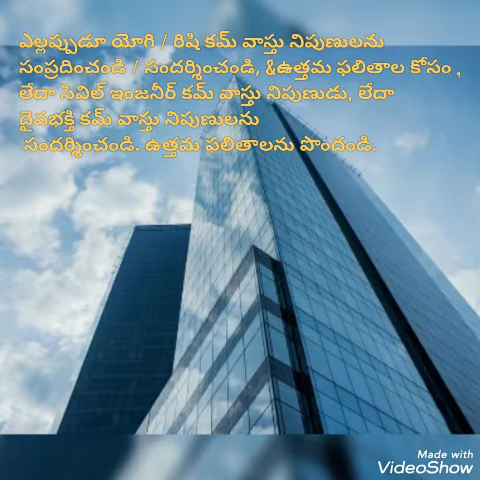 ఎల్లప్పుడూ యోగి / రిషి కమ్ వాస్తు నిపుణులను
సంప్రదించండి / సందర్శించండి, &ఉత్తమ ఫలితాల కోసం ,
లేదా సివిల్ ఇంజనీర్ కమ్ వాస్తు నిపుణుడు, లేదా
దైవభక్తి కమ్ వాస్తు నిపుణులను
సందర్శించండి. ఉత్తమ ఫలితాలను పొందండి.
Made with
VideoShow